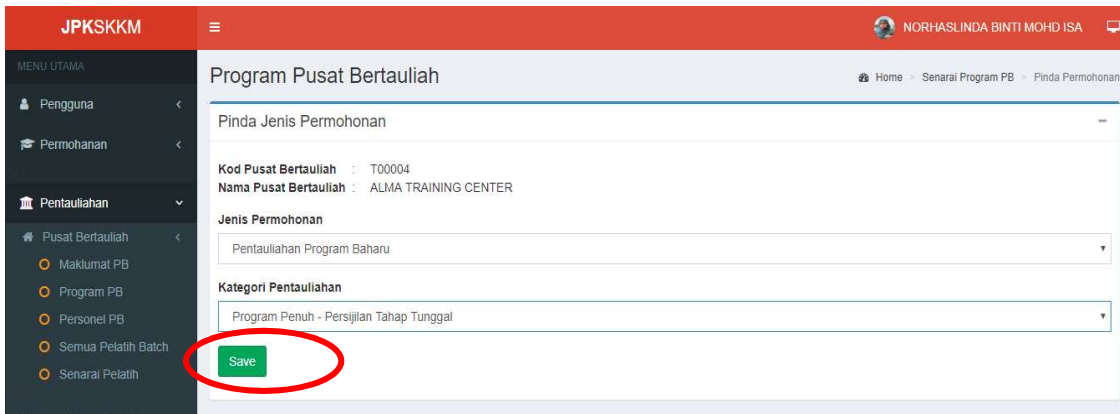 JPKSKKM
NORHASLINDA BINTI MOHD ISA
MENU UTAMA
Pengguna
Permohanan
Pentauliahan
Pusat Bertauliah
Maklumat PB
Program PB
Personel PB
Semua Pelatih Batch
Senarai Pelatih
Program Pusat Bertauliah
Home > Senarai Program PB > Pinda Permohonan
Pinda Jenis Permohonan
Kod Pusat Bertauliah : T00004
Nama Pusat Bertauliah : ALMA TRAINING CENTER
Jenis Permohonan
Pentauliahan Program Baharu
Kategori Pentauliahan
Program Penuh - Persijilan Tahap Tunggal
Save